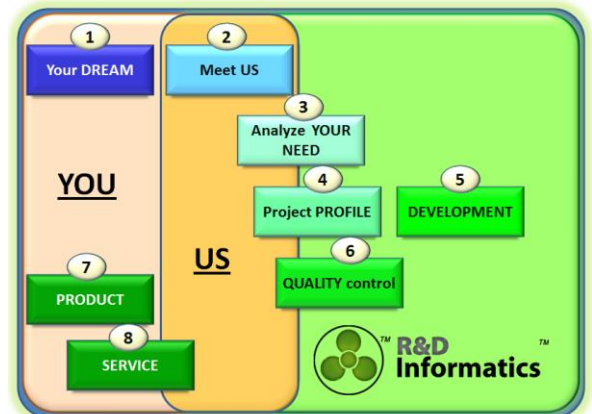 1
Your DREAM
2
Meet US
3
Analyze YOUR
NEED
4
Project PROFILE
5
DEVELOPMENT
YOU
US
6
QUALITY control
7
PRODUCT
8
SERVICE
™ R&D ™
Informatics